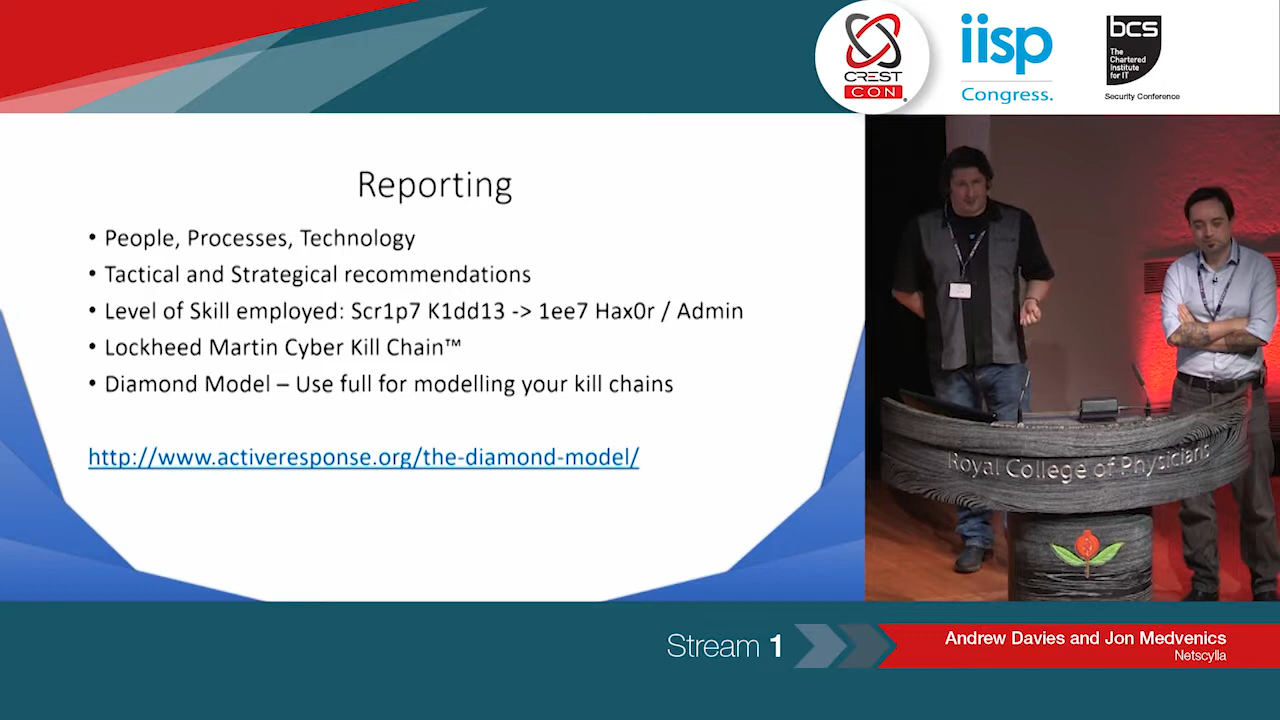 CREST
CON
iisp
Congress.
bcs
The
Chartered
Institute
for IT
Security Conference
Reporting
• People, Processes, Technology
• Tactical and Strategical recommendations
• Level of Skill employed: Scr1p7 K1dd13 -> 1ee7 Hax0r / Admin
• Lockheed Martin Cyber Kill Chain™
• Diamond Model – Use full for modelling your kill chains
http://www.activeresponse.org/the-diamond-model/
Royal College of Physicians
Stream 1
Andrew Davies and Jon Medvenics
Netscylla